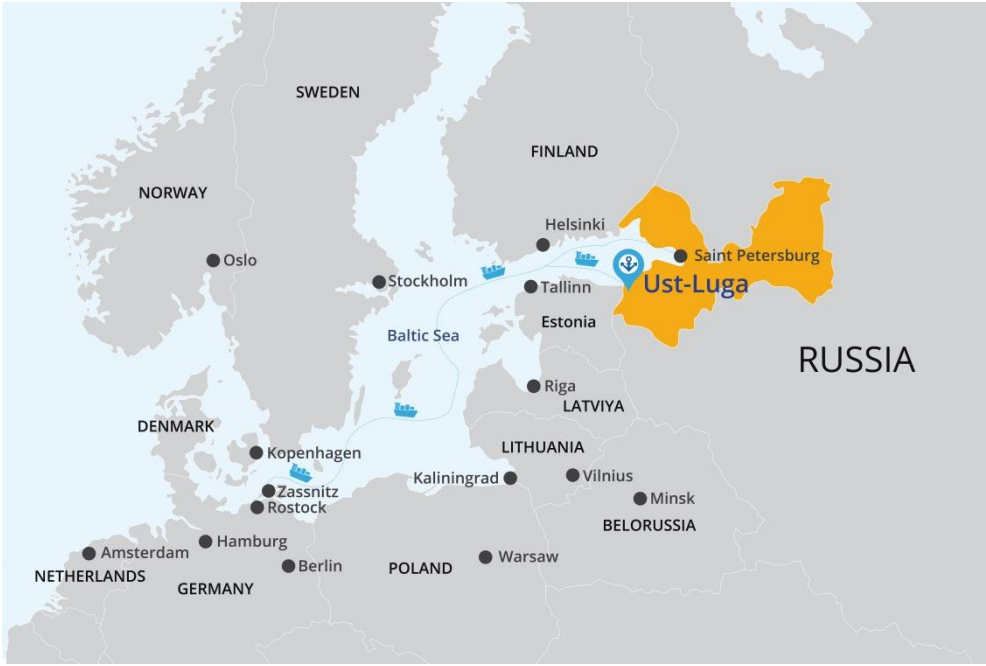 SWEDEN
FINLAND
NORWAY
Helsinki
Oslo
Saint Petersburg
Stockholm
Ust-Luga
Tallinn
Estonia
Baltic Sea
RUSSIA
Riga
LATVIYA
DENMARK
LITHUANIA
Kopenhagen
Kaliningrad
Vilnius
Zassnitz
Minsk
Rostock
BELORUSSIA
Hamburg
Amsterdam
Warsaw
Berlin
POLAND
NETHERLANDS
GERMANY